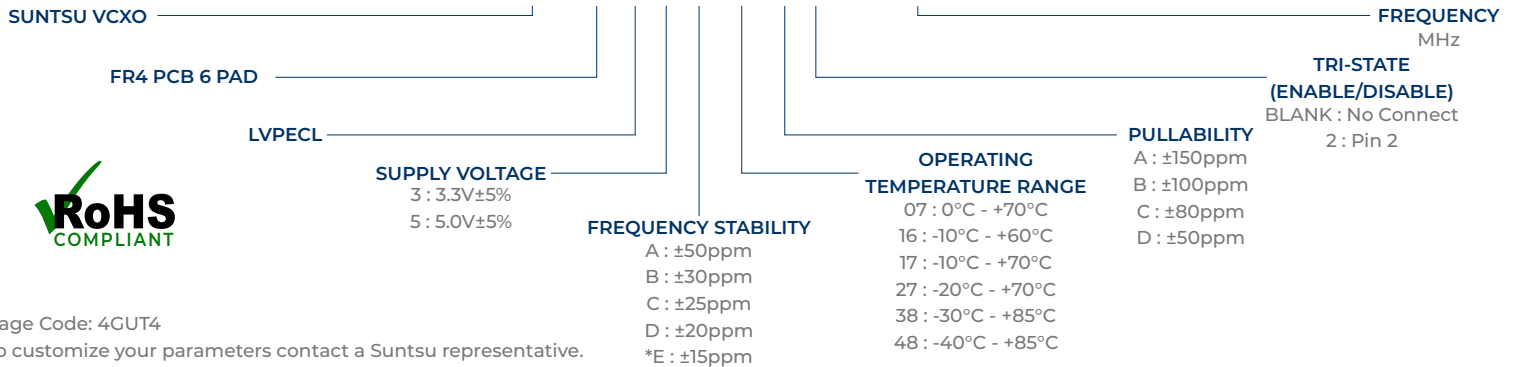 SUNTSU VCXO
FREQUENCY
MHz
FR4 PCB 6 PAD
TRI-STATE
(ENABLE/DISABLE)
BLANK : No Connect
2 : Pin 2
LVPECL
PULLABILITY
A : ±150ppm
B : ±100ppm
C : ±80ppm
D : ±50ppm
SUPPLY VOLTAGE
3 : 3.3V±5%
5 : 5.0V±5%
OPERATING
TEMPERATURE RANGE
07 : 0°C - +70°C
16 : -10°C - +60°C
17 : -10°C - +70°C
27 : -20°C - +70°C
38 : -30°C - +85°C
48 : -40°C - +85°C
FREQUENCY STABILITY
A : ±50ppm
B : ±30ppm
C : ±25ppm
D : ±20ppm
*E : ±15ppm
RoHS
COMPLIANT
age Code: 4GUT4
o customize your parameters contact a Suntsu representative.